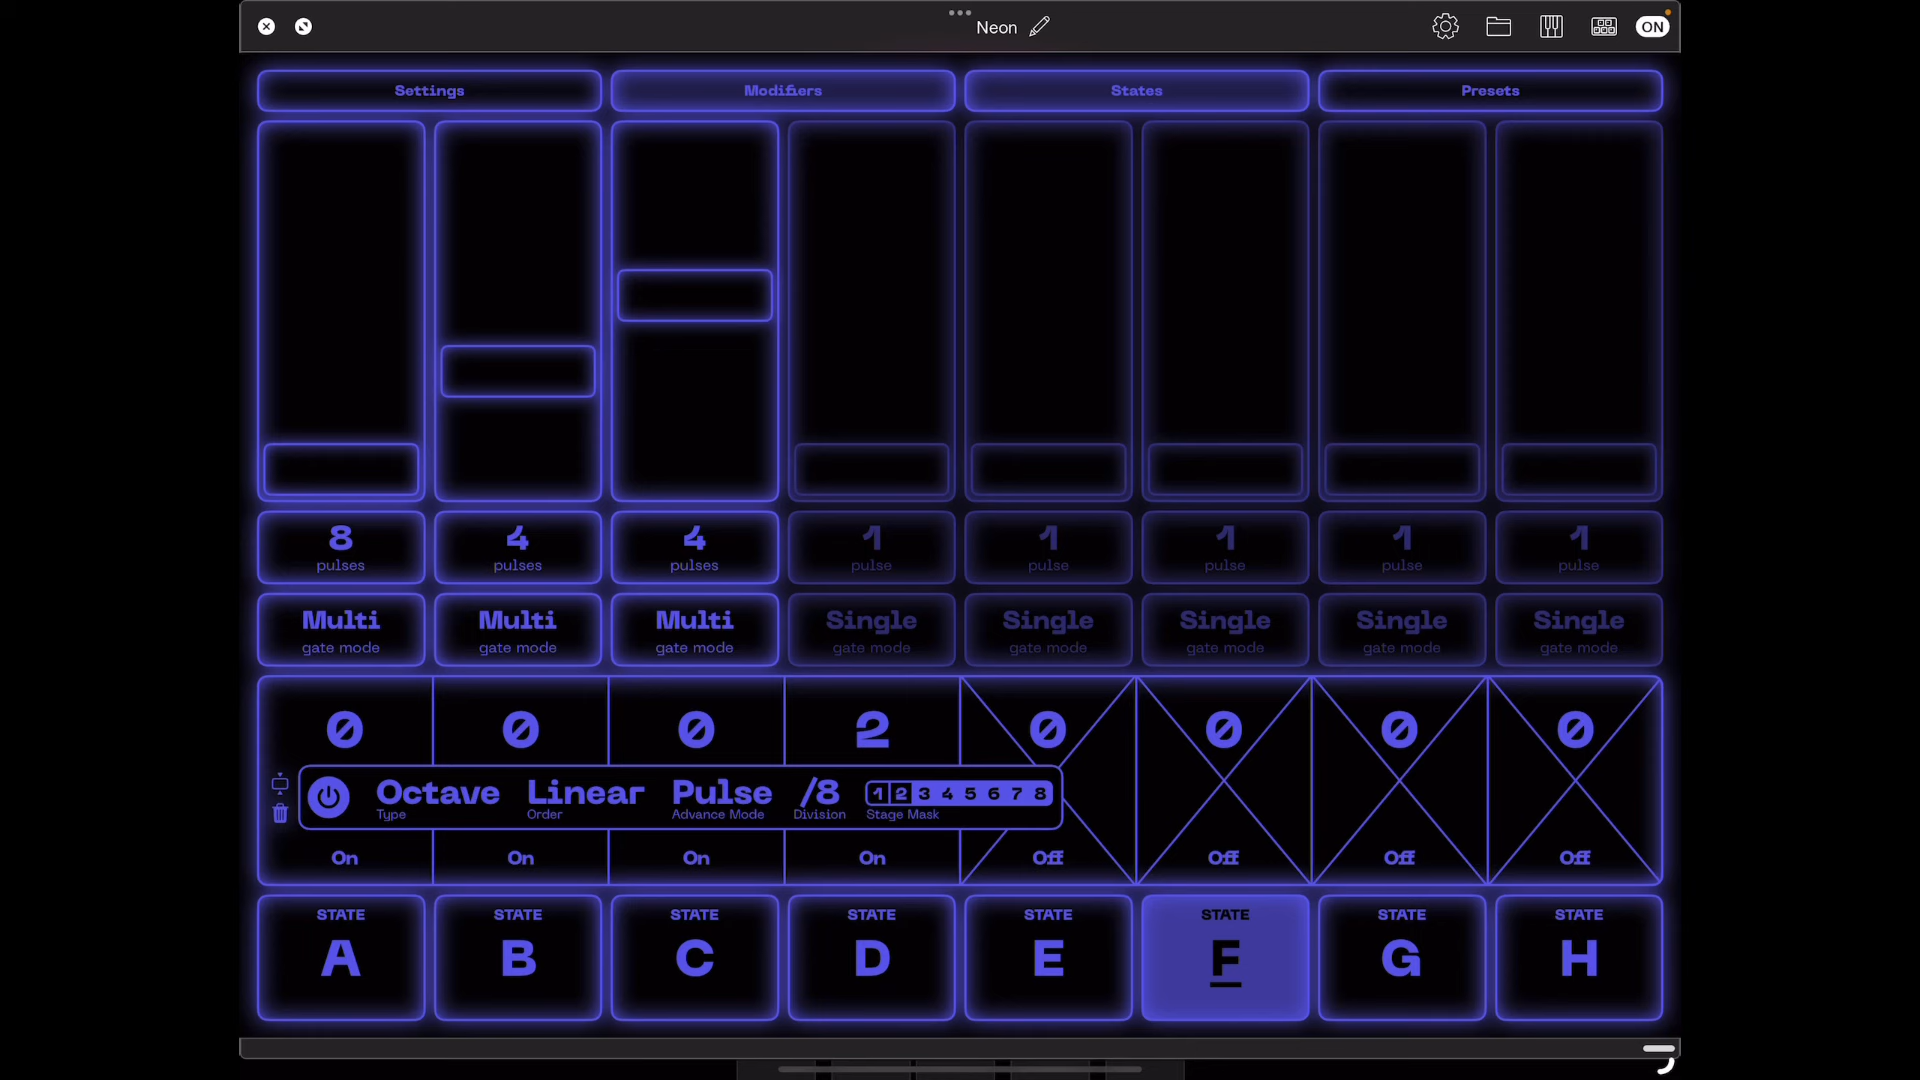 Neon
ON
Settings Modifiers States Presets
8 4 4 1 1 1 1 1
pulses pulses pulses pulse pulse pulse pulse pulse
Multi Multi Multi Single Single Single Single Single
gate mode gate mode gate mode gate mode gate mode gate mode gate mode gate mode
0 0 0 2 0 0 0 0
Octave Linear Pulse /8 1 2 3 4 5 6 7 8
Type Order Advance Mode Division Stage Mask
On On On On Off Off Off Off
STATE STATE STATE STATE STATE STATE STATE STATE
A B C D E F G H